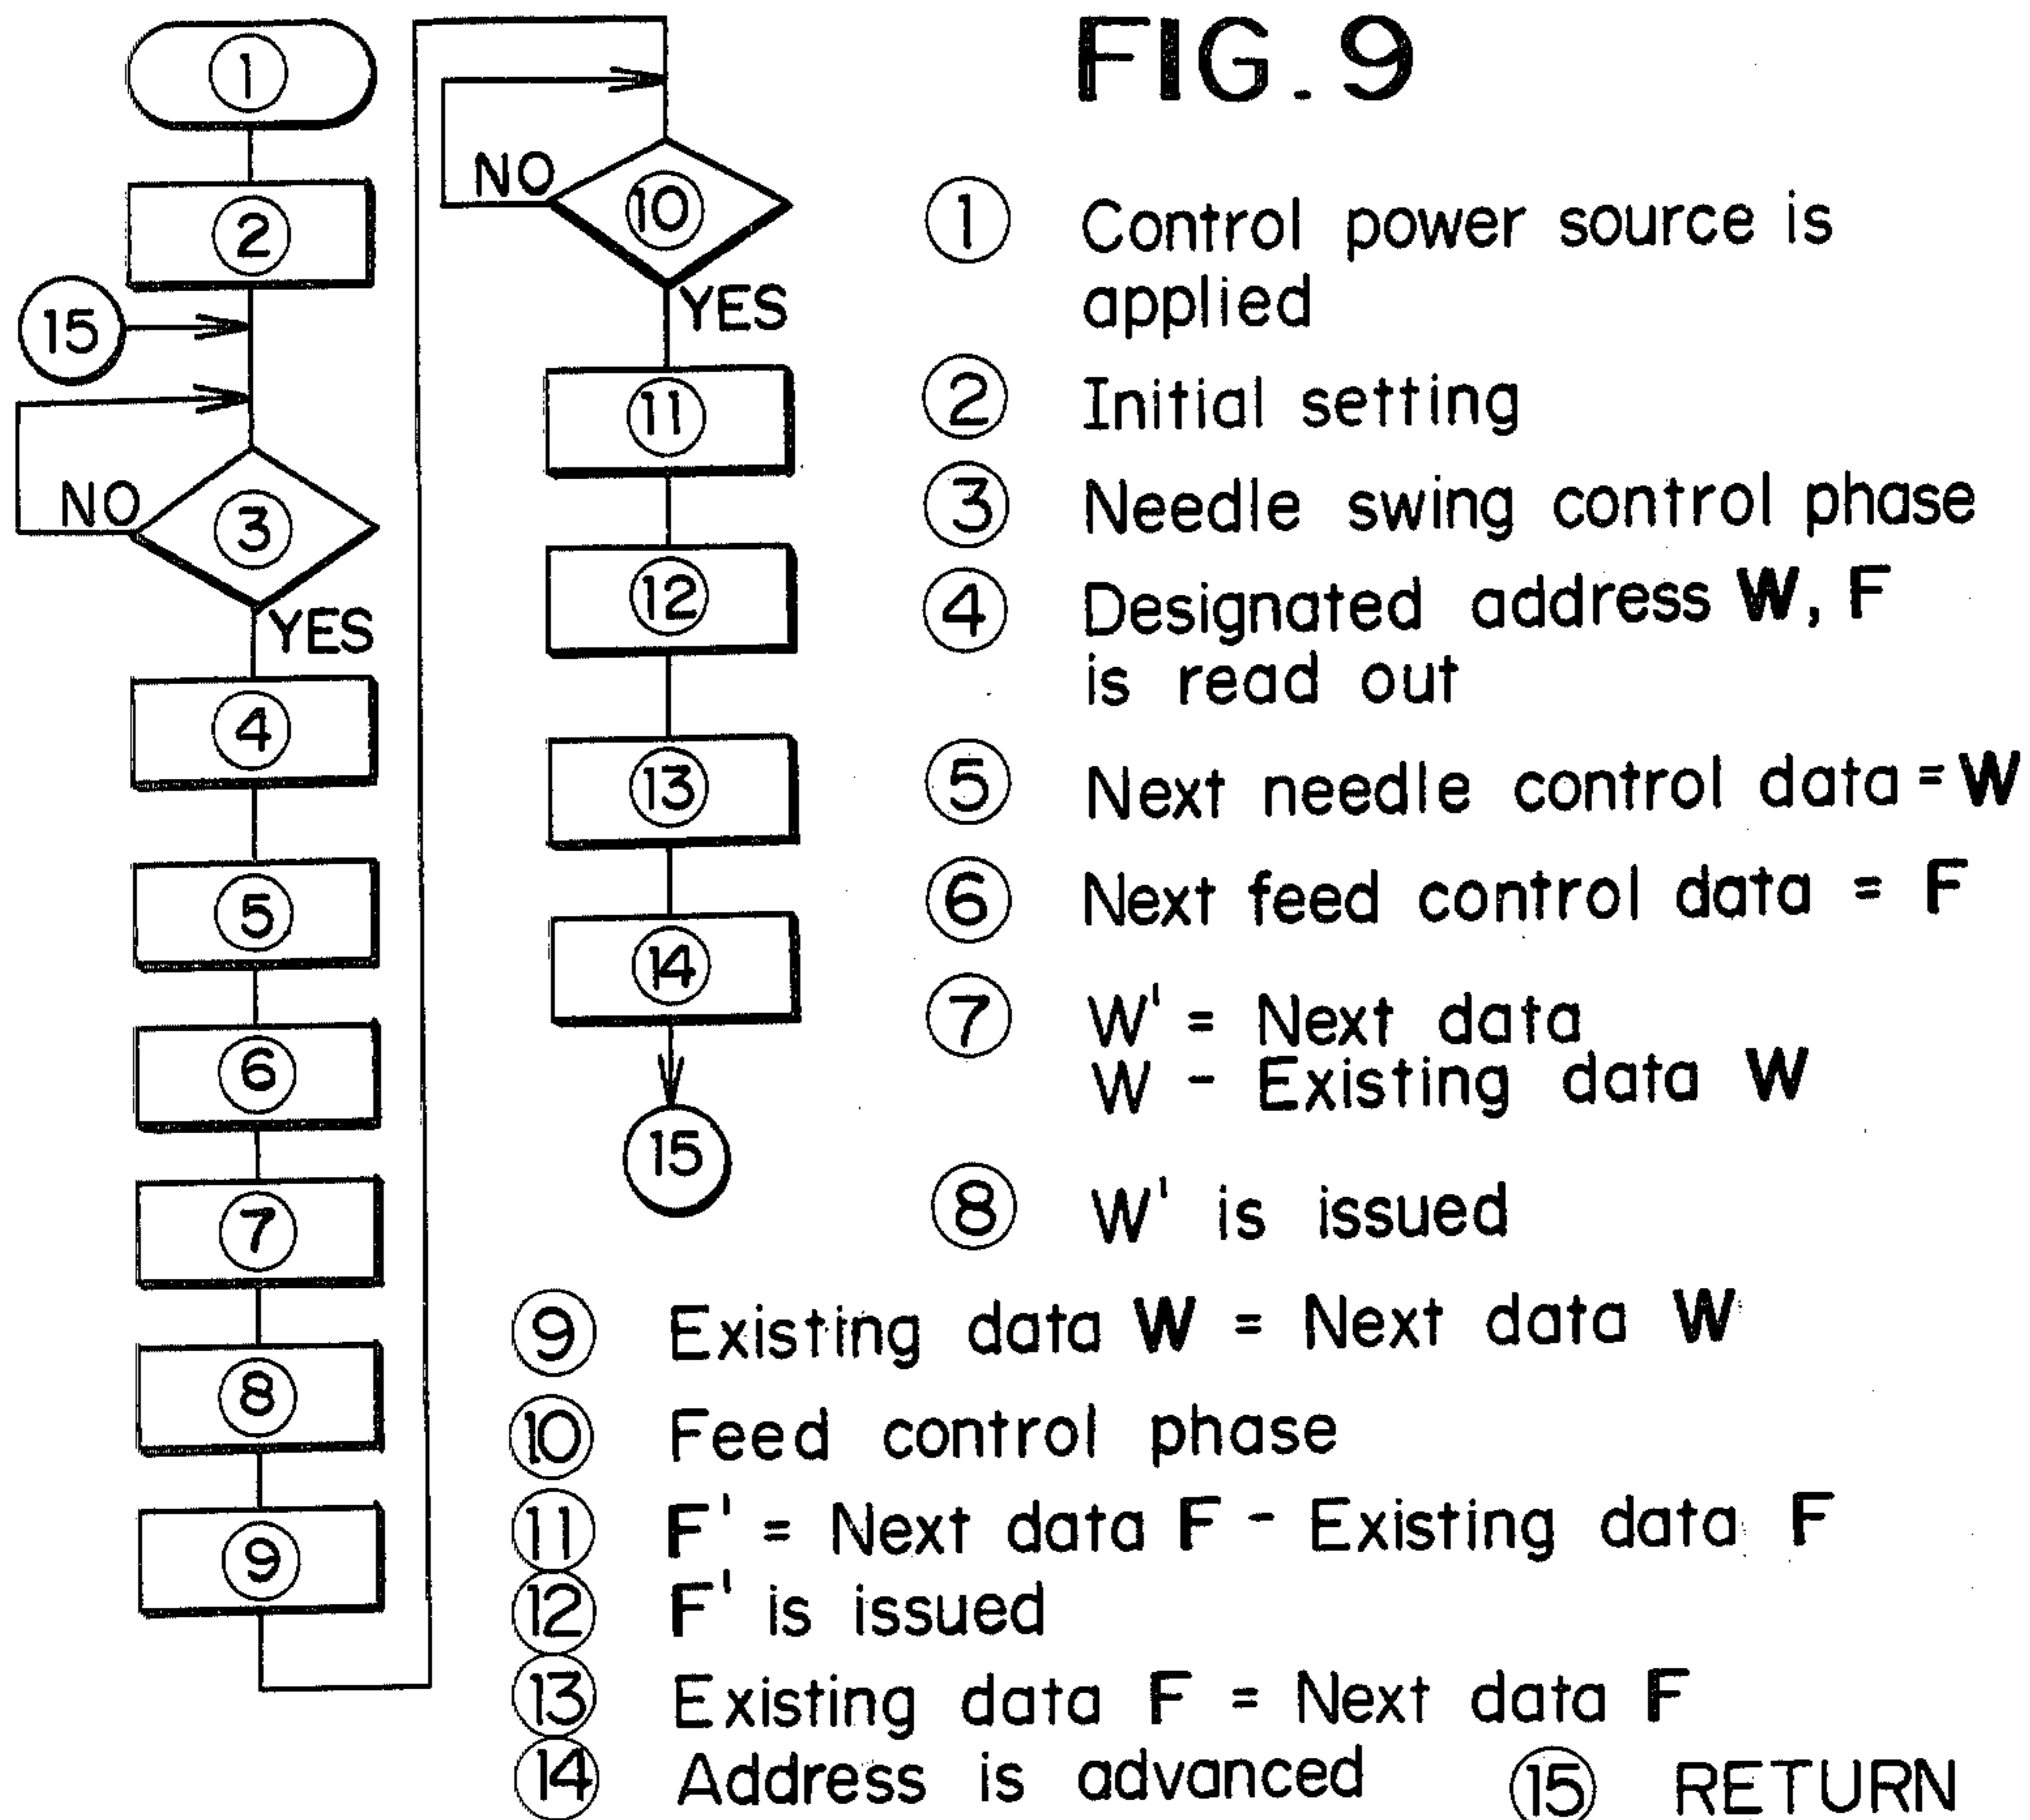 FIG. 9
1
2
15
NO
3
YES
4
5
6
7
8
9
NO
10
YES
11
12
13
14
15
① Control power source is
applied
② Initial setting
③ Needle swing control phase
④ Designated address W, F
is read out
⑤ Next needle control data = W
⑥ Next feed control data = F
⑦ W' = Next data
W - Existing data W
⑧ W' is issued
⑨ Existing data W = Next data W
⑩ Feed control phase
⑪ F' = Next data F - Existing data F
⑫ F' is issued
⑬ Existing data F = Next data F
⑭ Address is advanced ⑮ RETURN